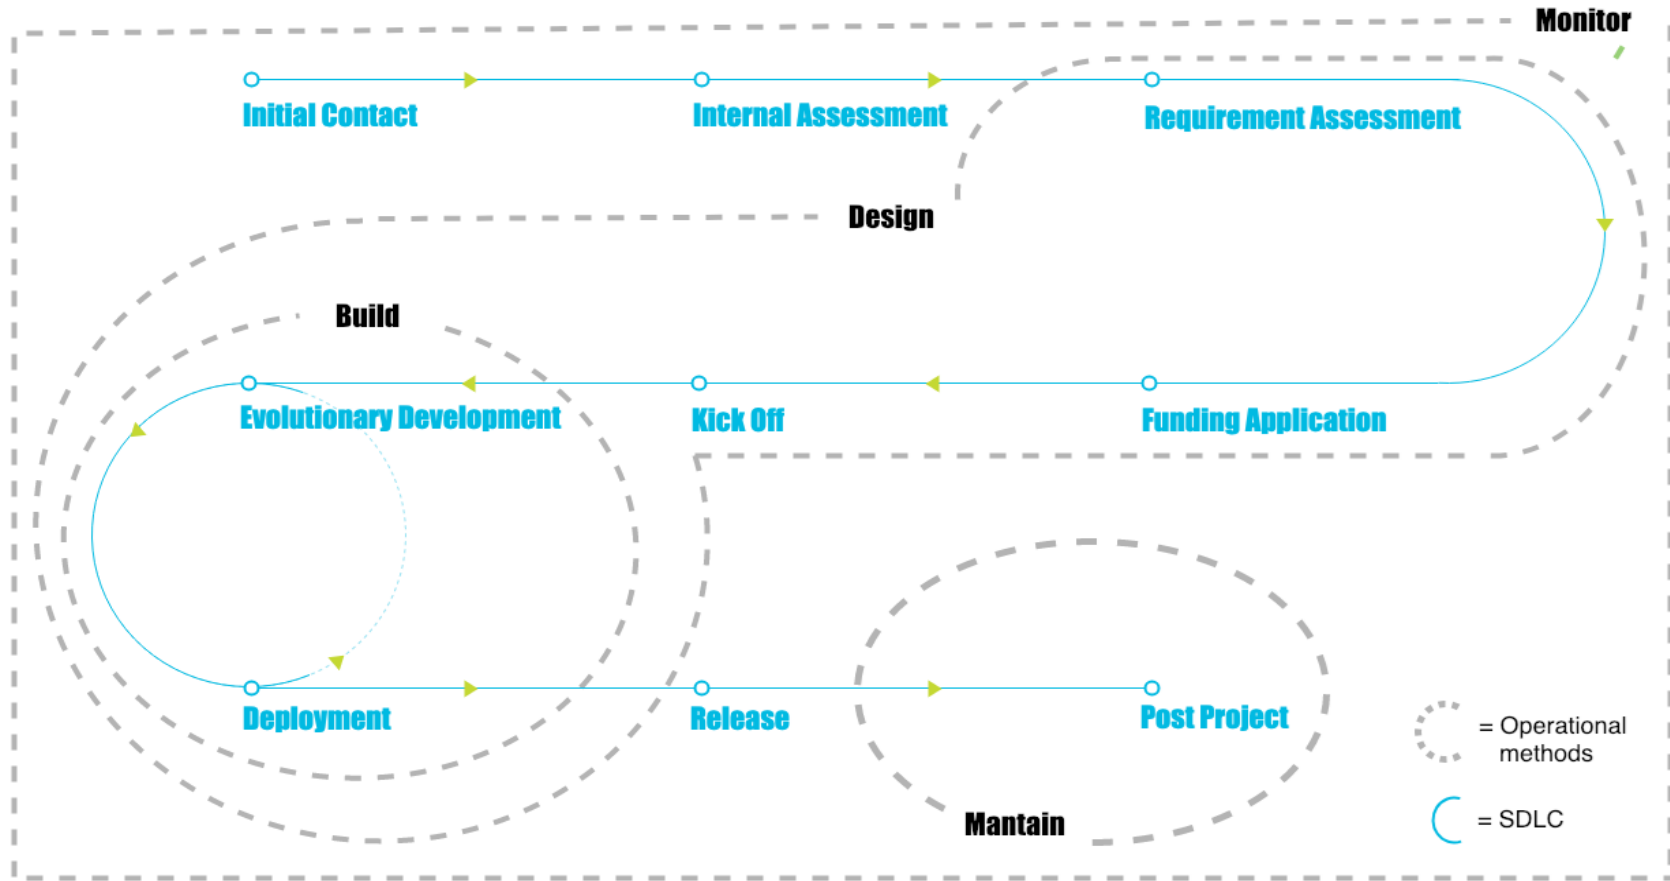 Monitor
Initial Contact
Internal Assessment
Requirement Assessment
Design
Build
Evolutionary Development
Kick Off
Funding Application
Deployment
Release
Post Project
= Operational
methods
Mantain
= SDLC